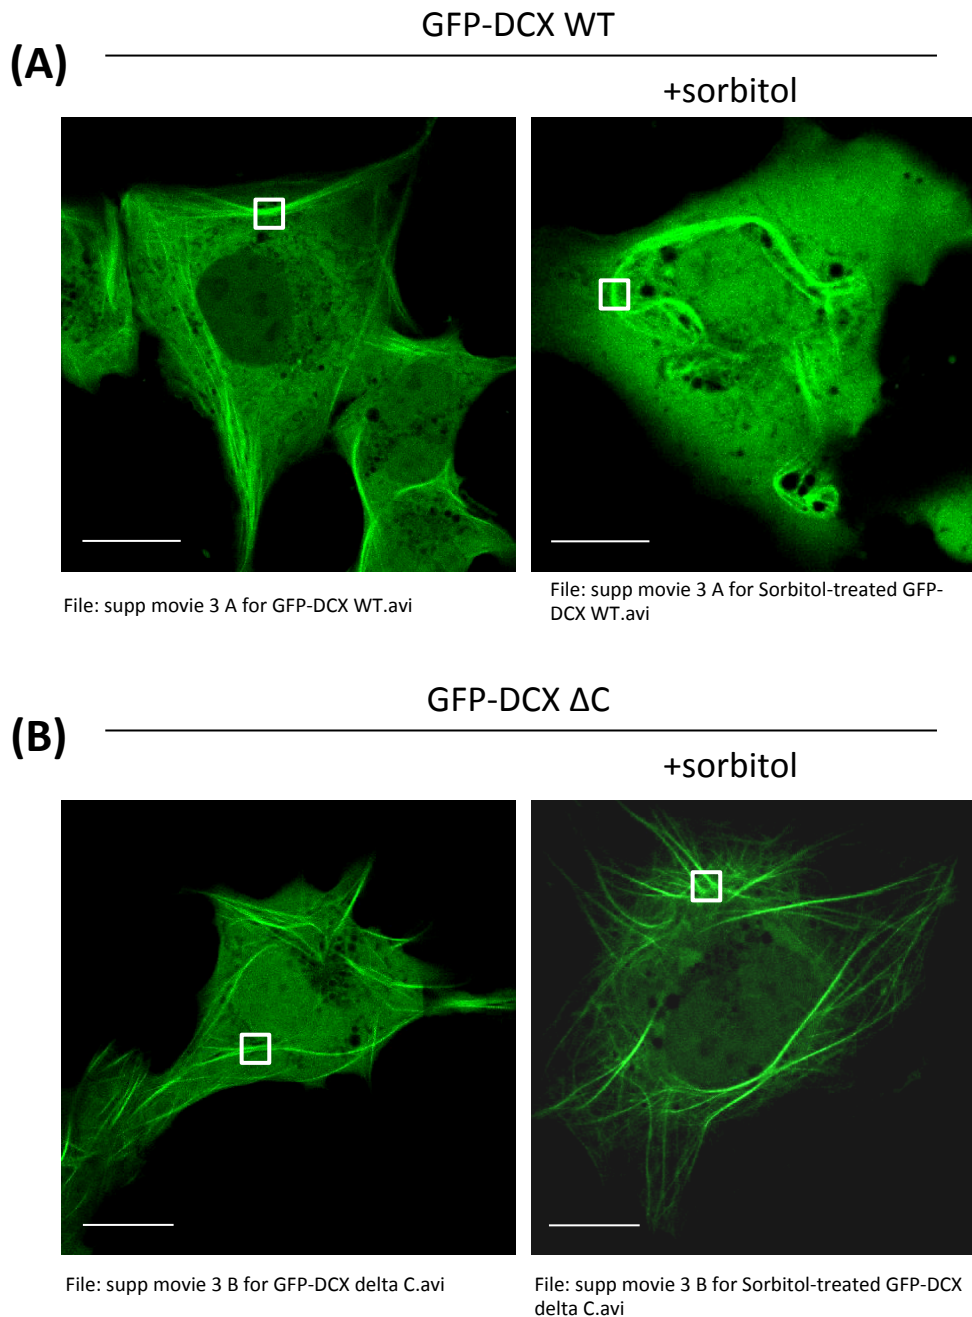 GFP-DCX WT
(A)
+sorbitol
File: supp movie 3 A for GFP-DCX WT.avi
File: supp movie 3 A for Sorbitol-treated GFP-
DCX WT.avi
GFP-DCX ΔC
(B)
+sorbitol
File: supp movie 3 B for GFP-DCX delta C.avi
File: supp movie 3 B for Sorbitol-treated GFP-DCX
delta C.avi